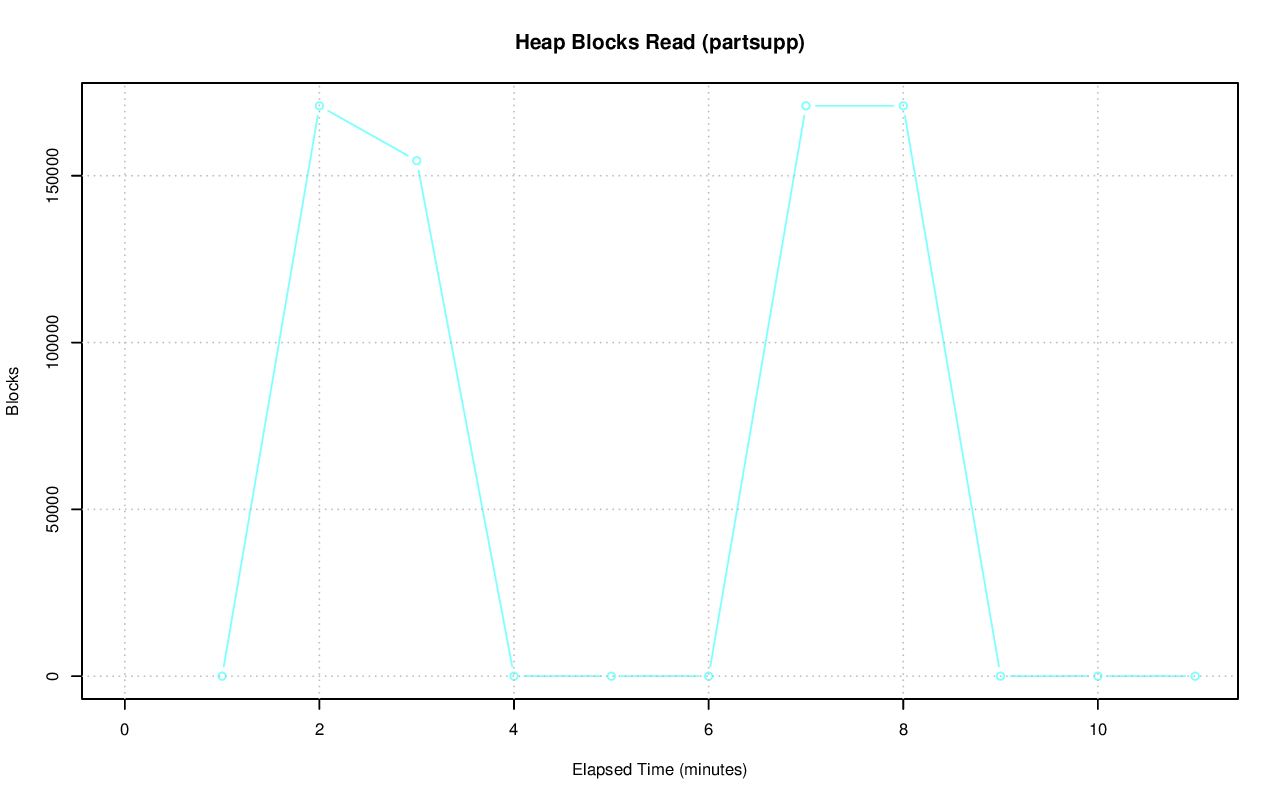 Heap Blocks Read (partsupp)
Blocks
150000
100000
50000
0
0 2 4 6 8 10
Elapsed Time (minutes)